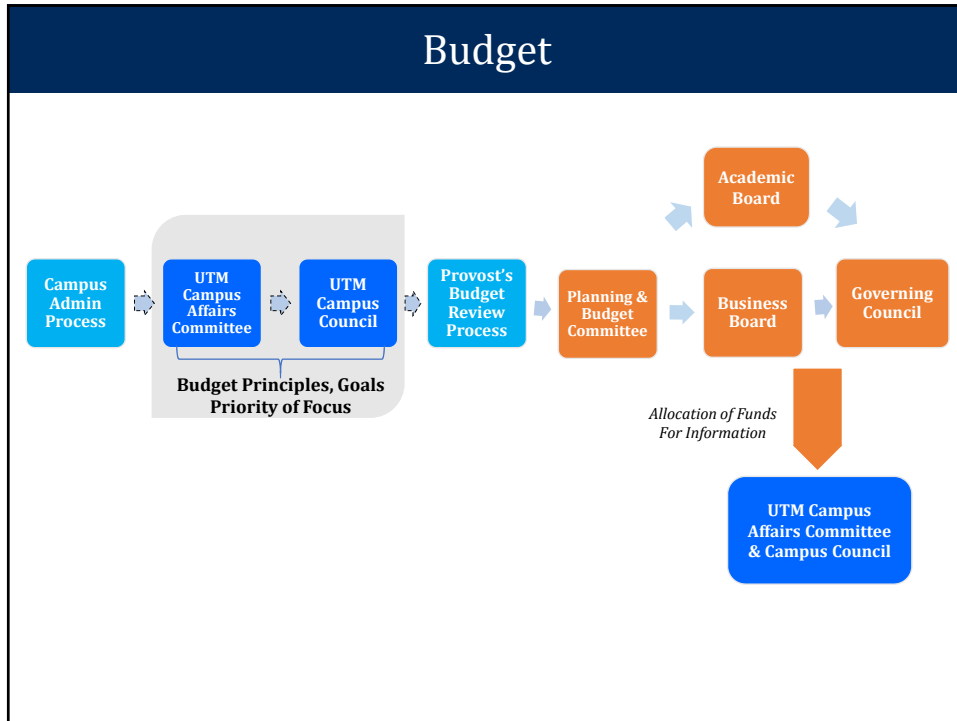 Budget
Academic
Board
Campus
Admin
Process
UTM
Campus
Affairs
Committee
UTM
Campus
Council
Provost's
Budget
Review
Process
Planning &
Budget
Committee
Business
Board
Governing
Council
Budget Principles, Goals
Priority of Focus
Allocation of Funds
For Information
UTM Campus
Affairs Committee
& Campus Council